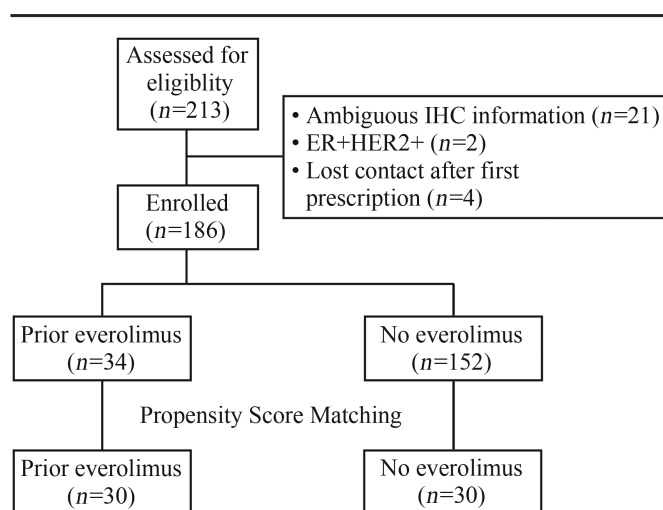 Assessed for
eligiblity
(n=213)
• Ambiguous IHC information (n=21)
• ER+HER2+ (n=2)
• Lost contact after first
prescription (n=4)
Enrolled
(n=186)
Prior everolimus
(n=34)
No everolimus
(n=152)
Propensity Score Matching
Prior everolimus
(n=30)
No everolimus
(n=30)